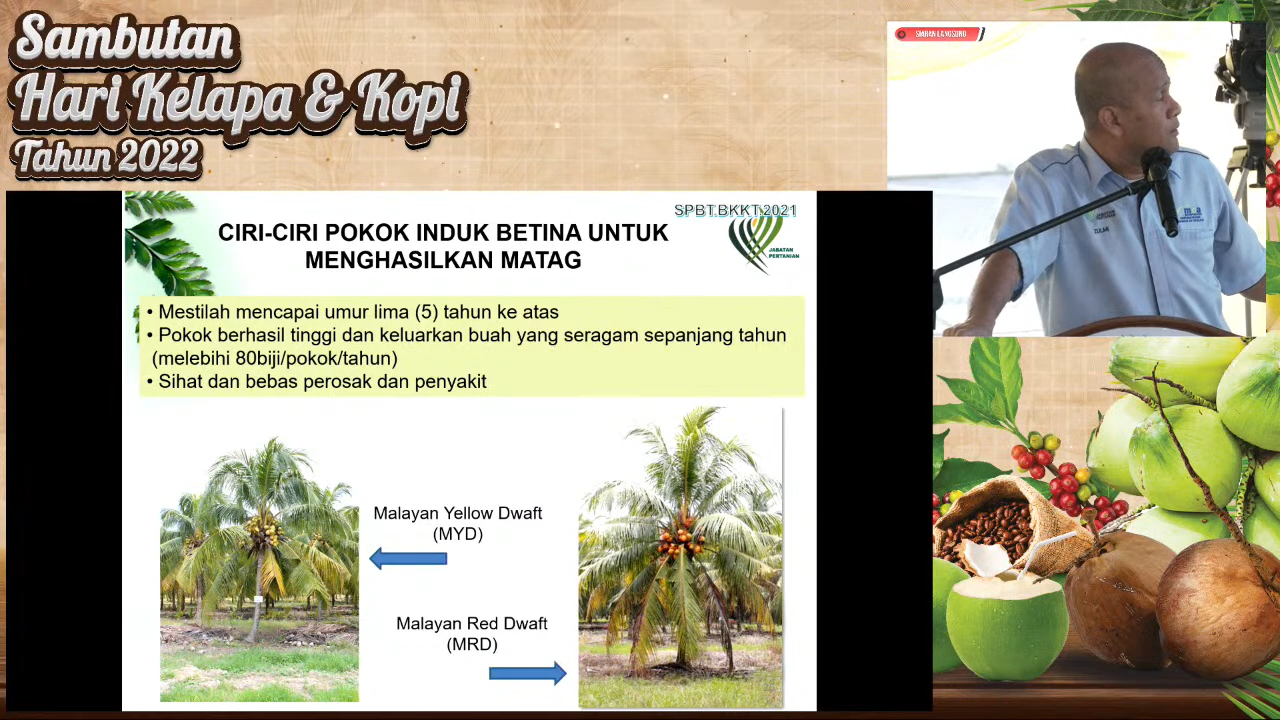 Sambutan
Hari Kelapa & Kopi
Tahun 2022
SIARAN LANGSUNG
SPBT.BKKT.2021
JABATAN
PERTANIAN
CIRI-CIRI POKOK INDUK BETINA UNTUK
MENGHASILKAN MATAG
• Mestilah mencapai umur lima (5) tahun ke atas
• Pokok berhasil tinggi dan keluarkan buah yang seragam sepanjang tahun
(melebihi 80biji/pokok/tahun)
• Sihat dan bebas perosak dan penyakit
Malayan Yellow Dwaft
(MYD)
Malayan Red Dwaft
(MRD)